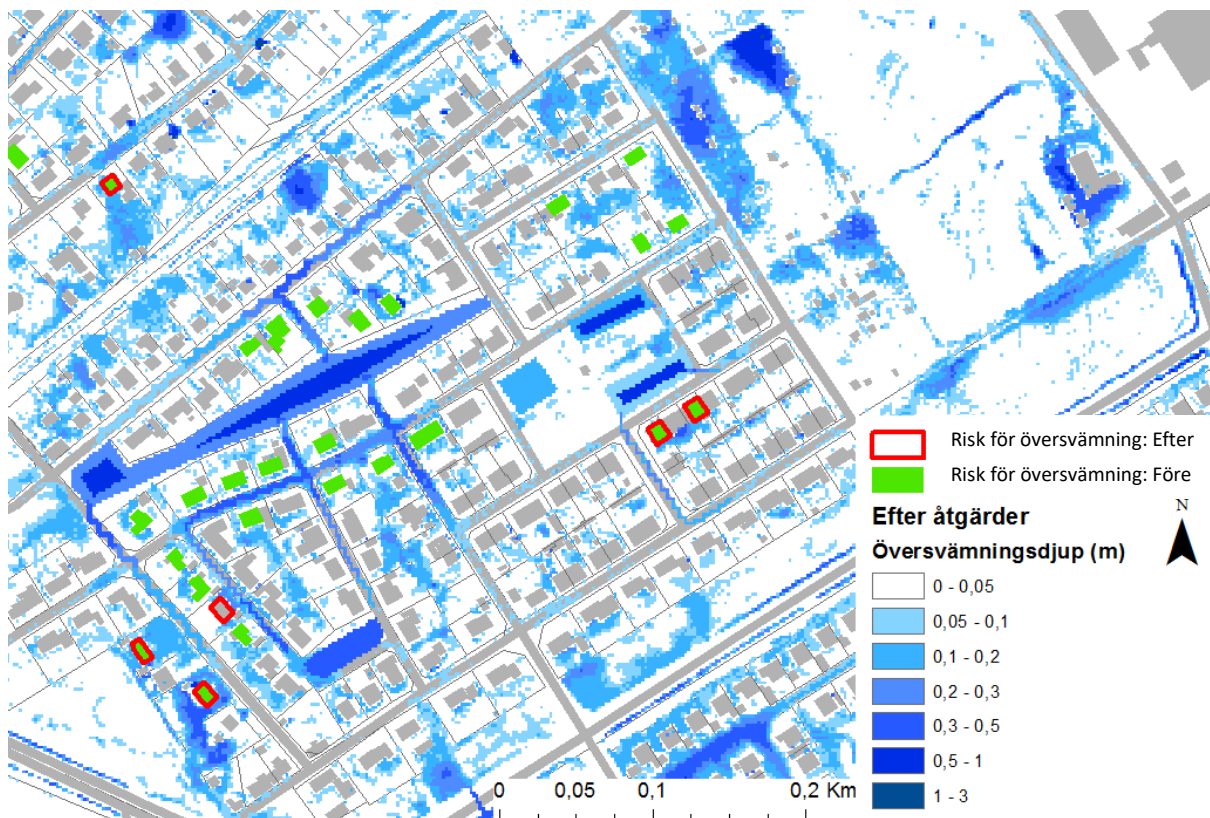 Risk för översvämning: Efter
Risk för översvämning: Före
N
Efter åtgärder
Översvämningsdjup (m)
0 - 0,05
0,05 - 0,1
0,1 - 0,2
0,2 - 0,3
0,3 - 0,5
0,5 - 1
1 - 3
0 0,05 0,1 0,2 Km